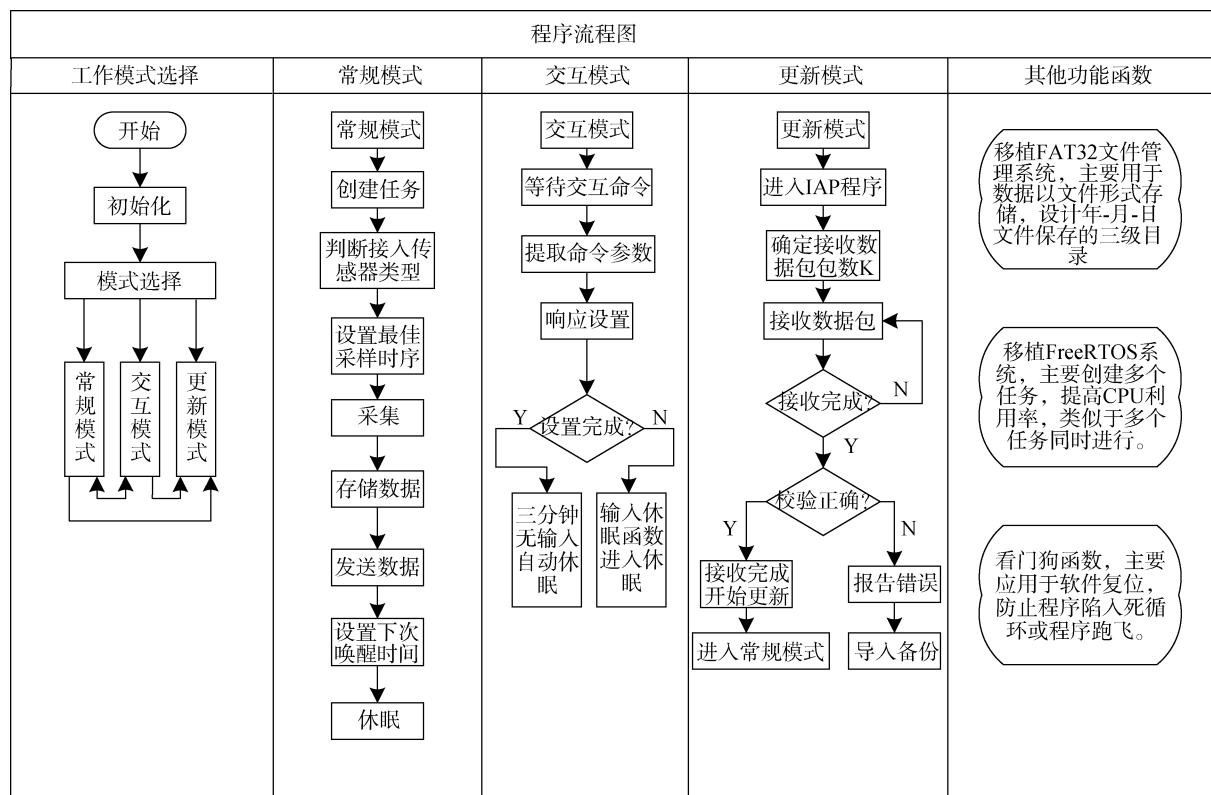 程序流程图
工作模式选择
常规模式
交互模式
更新模式
其他功能函数
开始
初始化
模式选择
常规模式
交互模式
更新模式
常规模式
创建任务
判断接入传
感器类型
设置最佳
采样时序
采集
存储数据
发送数据
设置下次
唤醒时间
休眠
交互模式
等待交互命令
提取命令参数
响应设置
设置完成?
Y
N
三分钟
无输入
自动休
眠
输入休
眠函数
进入休
眠
更新模式
进入IAP程序
确定接收数
据包包数K
接收数据包
接收完成?
N
Y
校验正确?
Y
N
接收完成
开始更新
报告错误
进入常规模式
导入备份
移植FAT32文件管
理系统，主要用于
数据以文件形式存
储，设计年-月-日
文件保存的三级目
录
移植FreeRTOS系
统，主要创建多个
任务，提高CPU利
用率，类似于多个
任务同时进行。
看门狗函数，主要
应用于软件复位，
防止程序陷入死循
环或程序跑飞。